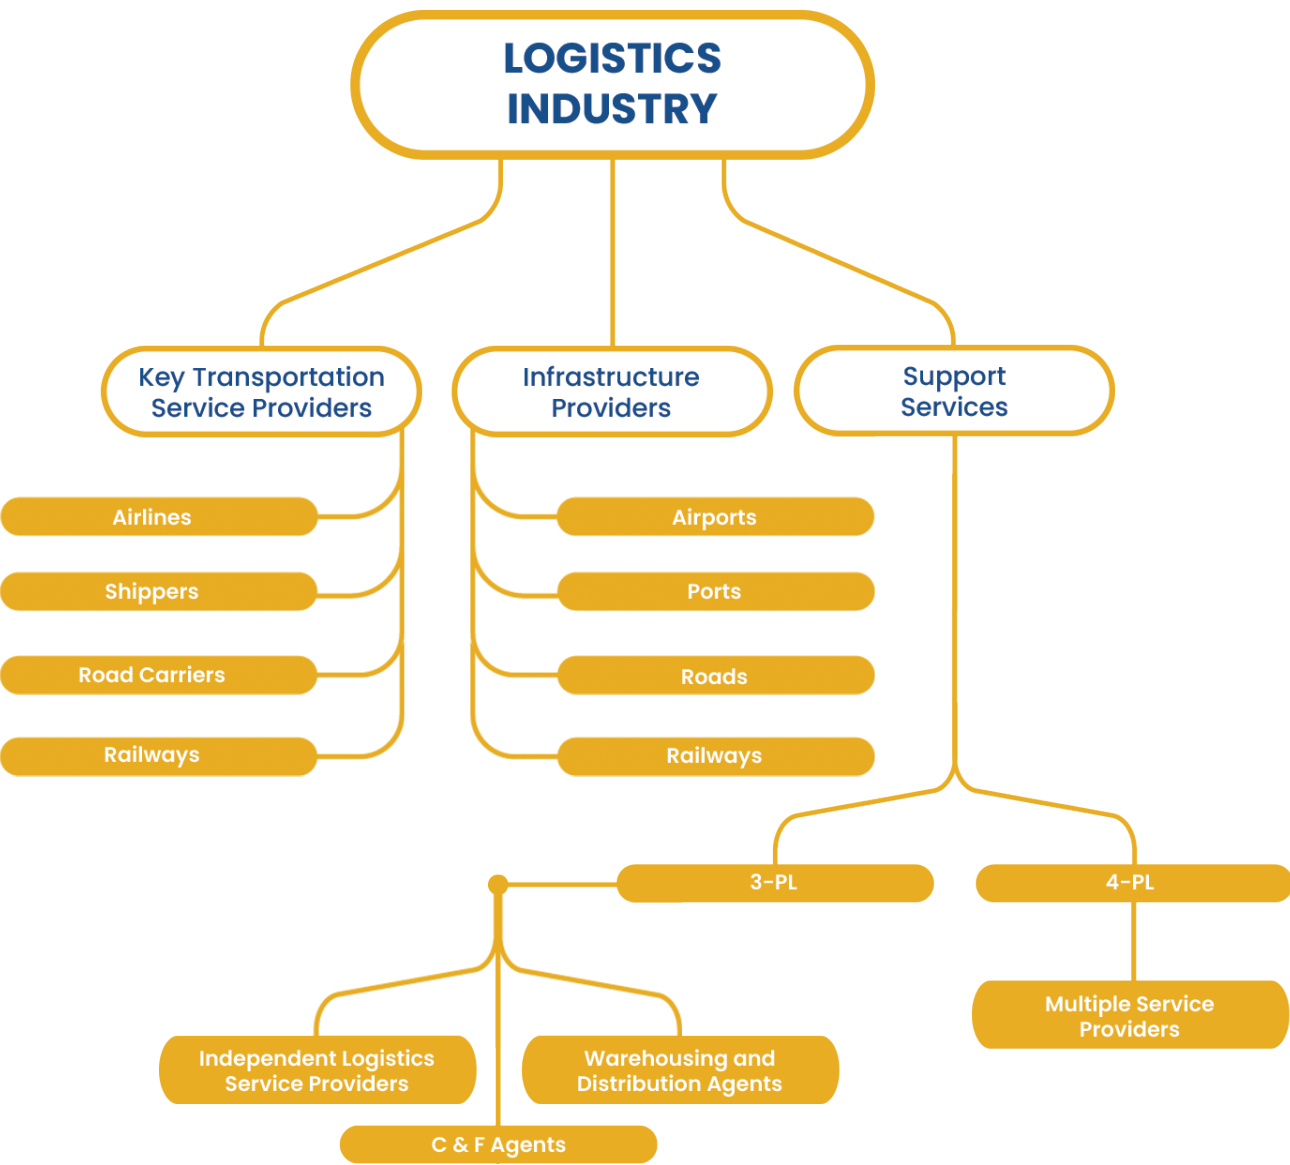 LOGISTICS
INDUSTRY
Key Transportation
Service Providers
Infrastructure
Providers
Support
Services
Airlines
Airports
Shippers
Ports
Road Carriers
Roads
Railways
Railways
3-PL
4-PL
Multiple Service
Providers
Independent Logistics
Service Providers
Warehousing and
Distribution Agents
C & F Agents